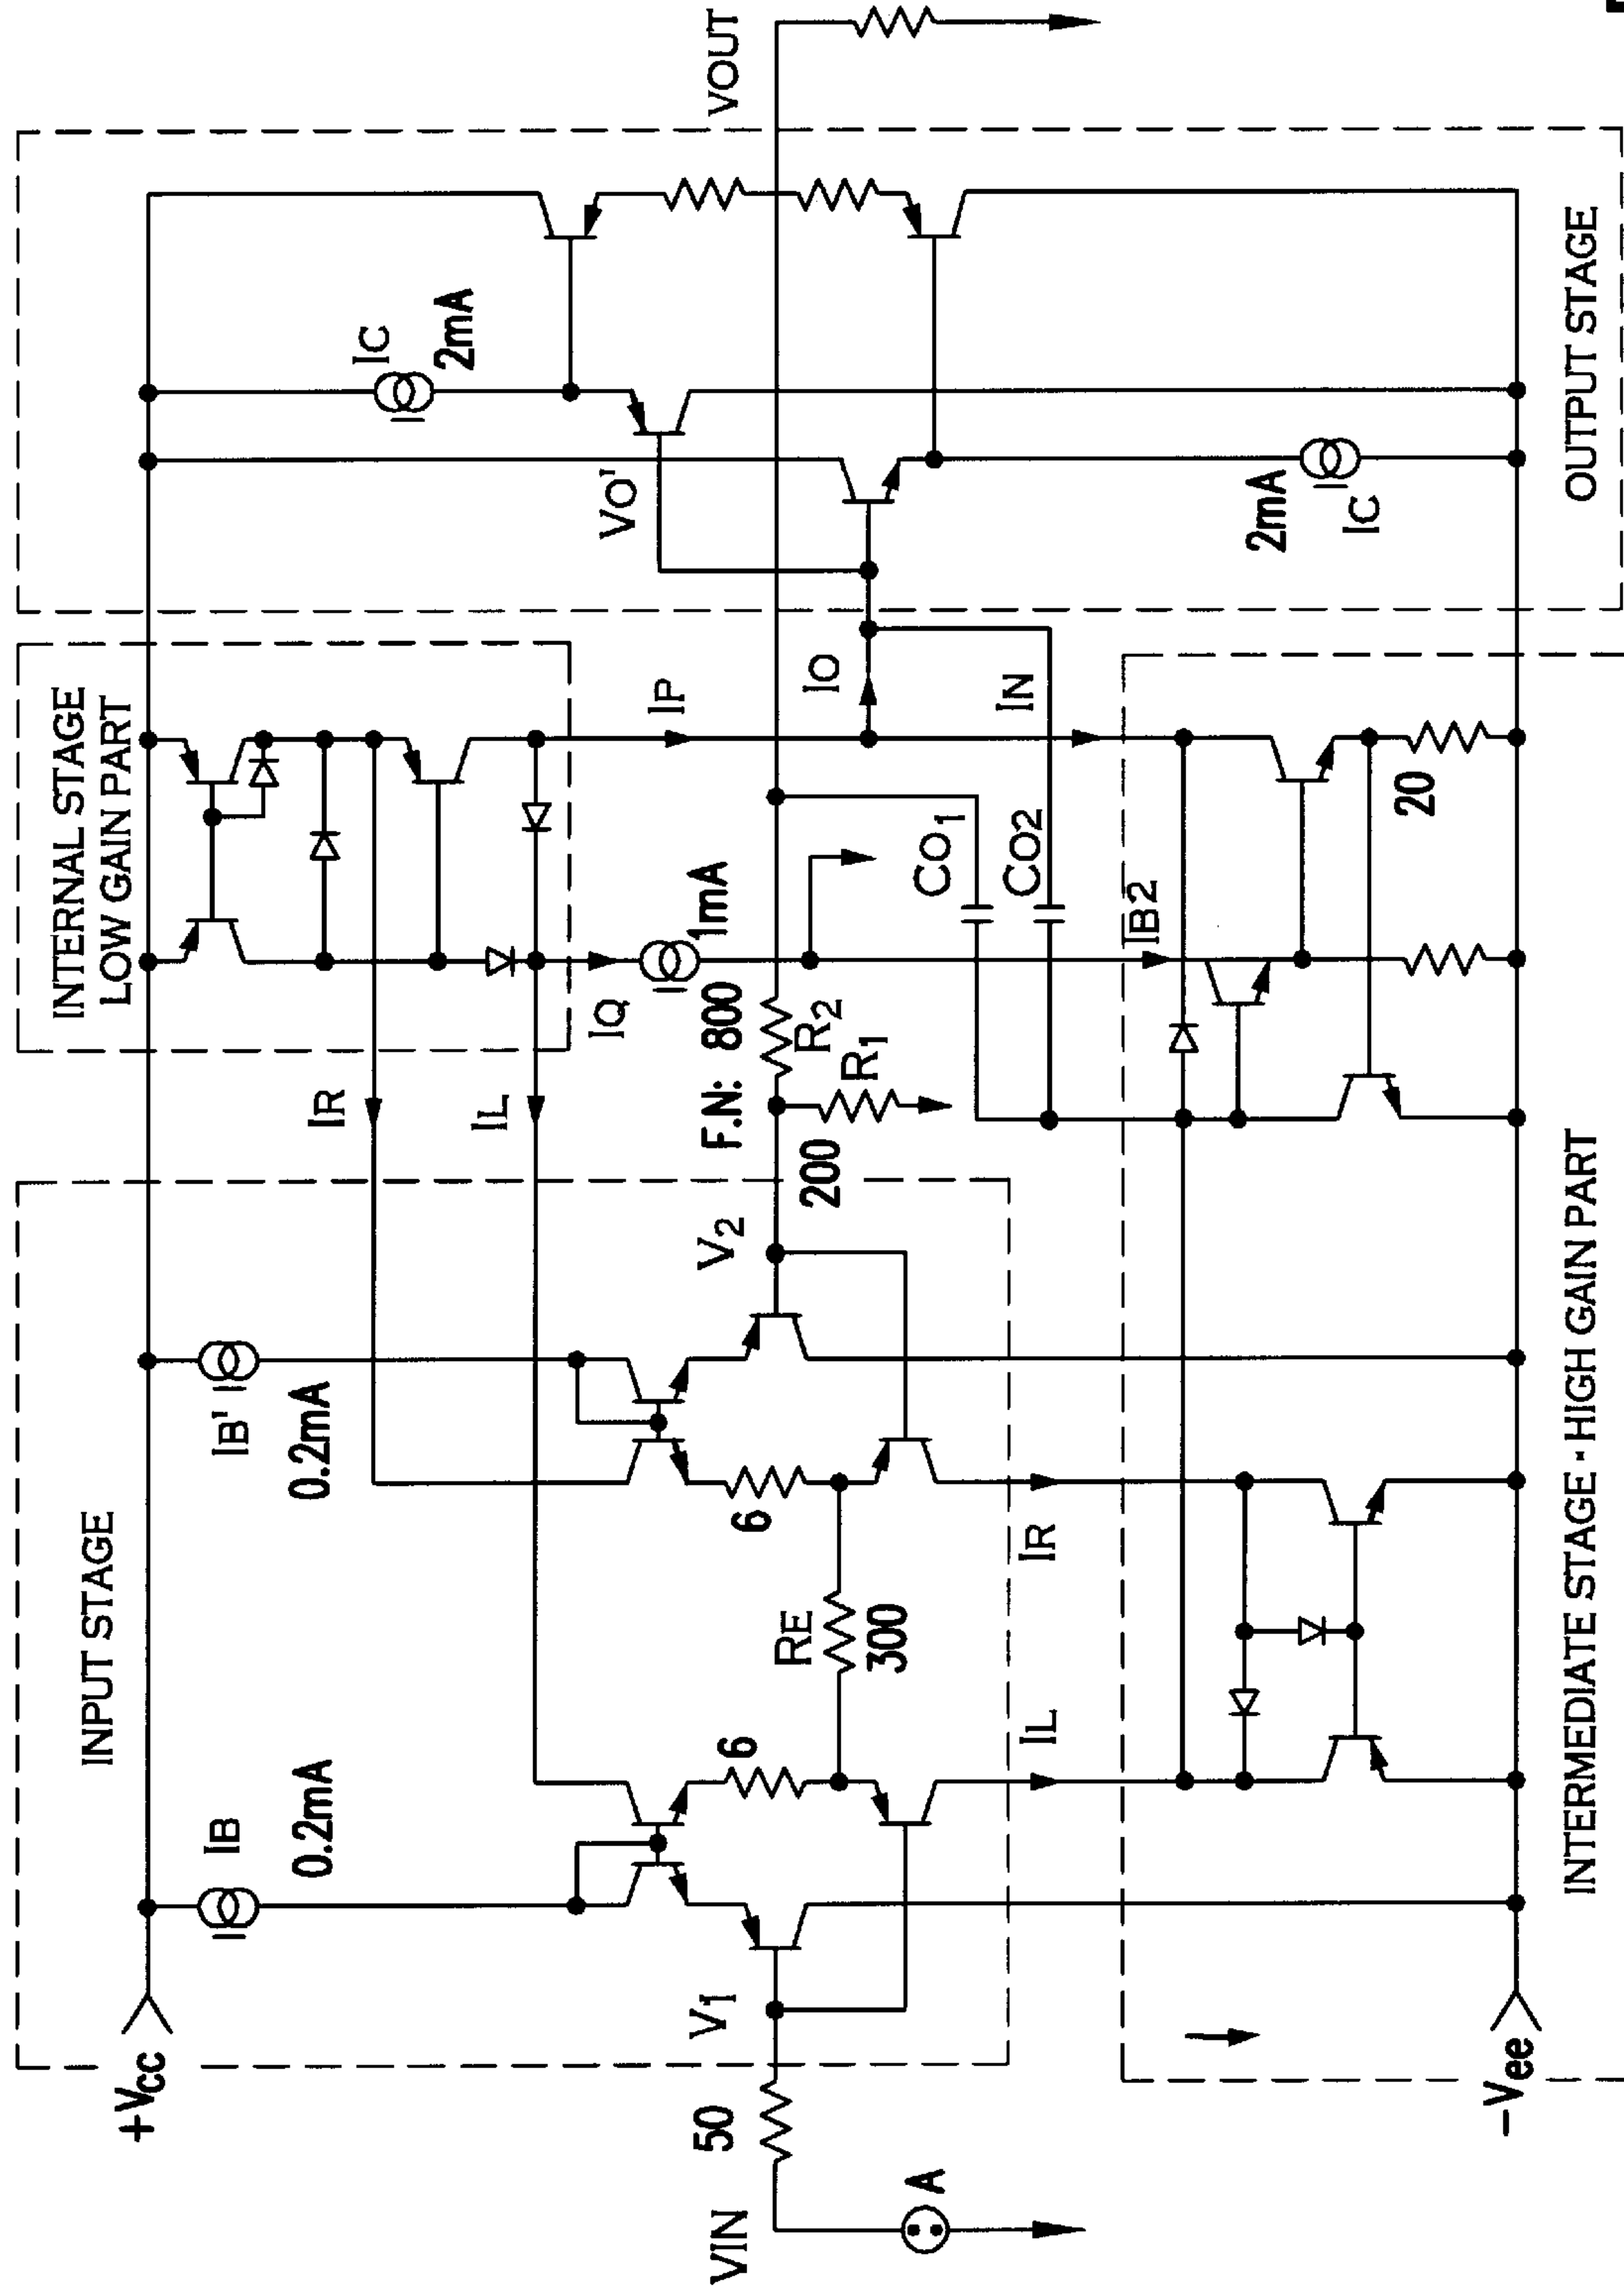 INPUT STAGE
INTERNAL STAGE
LOW GAIN PART
+Vcc
IB
0.2mA
IB'
0.2mA
IR
IL
IQ
1mA
IP
IC
2mA
VOUT
VIN
50
V1
6
RE
300
6
V2
F.N: 800
R2
200
R1
CO1
CO2
IO
VO'
A
IL
IR
IB2
IN
20
2mA
IC
-Vee
INTERMEDIATE STAGE - HIGH GAIN PART
OUTPUT STAGE